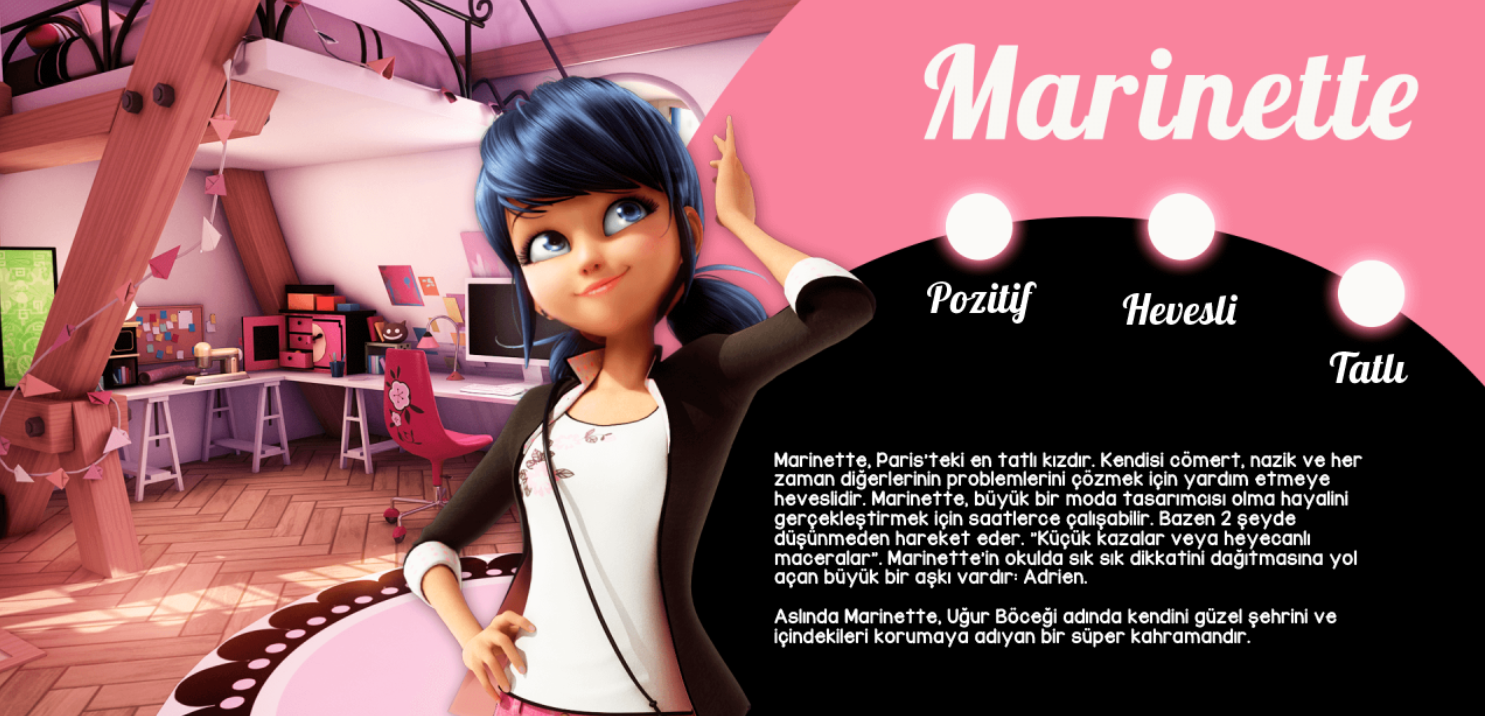 Marinette
Pozitif
Hevesli
Tatlı
Marinette, Paris'teki en tatlı kızdır. Kendisi cömert, nazik ve her
zaman diğerlerinin problemlerini çözmek için yardım etmeye
heveslidir. Marinette, büyük bir moda tasarımcısı olma hayalini
gerçekleştirmek için saatlerce çalışabilir. Bazen 2 şeyde
düşünmeden hareket eder. "Küçük kazalar veya heyecanlı
maceralar". Marinette'in okulda sık sık dikkatini dağıtmasına yol
açan büyük bir aşkı vardır: Adrien.
Aslında Marinette, Uğur Böceği adında kendini güzel şehrini ve
içindekileri korumaya adıyan bir süper kahramandır.